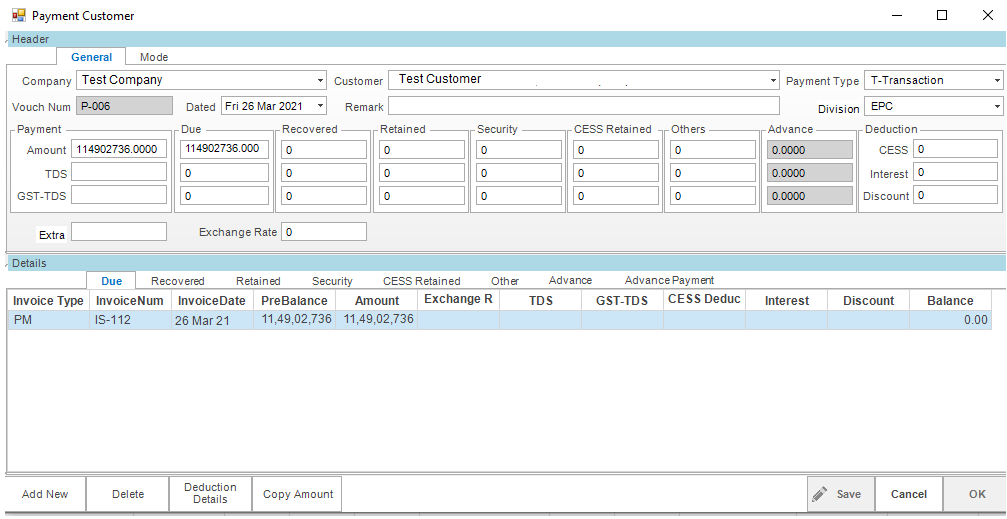 Payment Customer
Header
General Mode
Company Test Company Customer Test Customer Payment Type T-Transaction
Vouch Num P-006 Dated Fri 26 Mar 2021 Remark Division EPC
Payment Due Recovered Retained Security CESS Retained Others Advance Deduction
Amount 114902736.0000 114902736.000 0 0 0 0 0 0.0000 CESS 0
TDS 0 0 0 0 0 0 0.0000 Interest 0
GST-TDS 0 0 0 0 0 0 0.0000 Discount 0
Extra Exchange Rate 0
Details
Due Recovered Retained Security CESS Retained Other Advance Advance Payment
Invoice Type InvoiceNum InvoiceDate PreBalance Amount Exchange R TDS GST-TDS CESS Deduc Interest Discount Balance
PM IS-112 26 Mar 21 11,49,02,736 11,49,02,736 0.00
Add New Delete Deduction Details Copy Amount Save Cancel OK